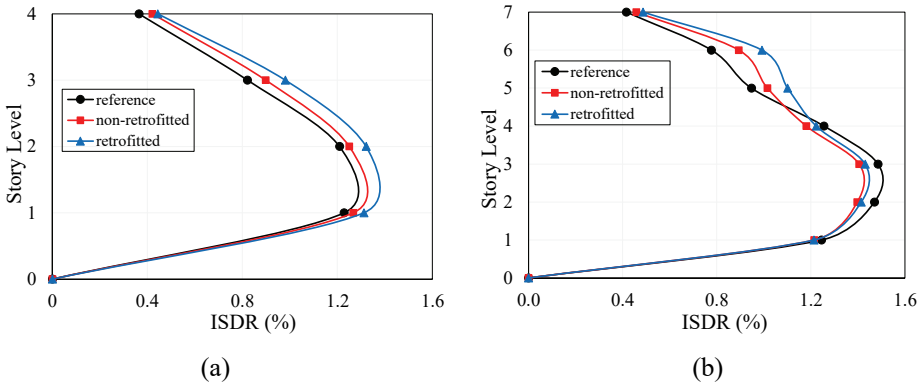 4
3
2
1
0
Story Level
reference
non-retrofitted
retrofitted
0 0.4 0.8 1.2 1.6
ISDR (%)
(a)
7
6
5
4
3
2
1
0
Story Level
reference
non-retrofitted
retrofitted
0.0 0.4 0.8 1.2 1.6
ISDR (%)
(b)